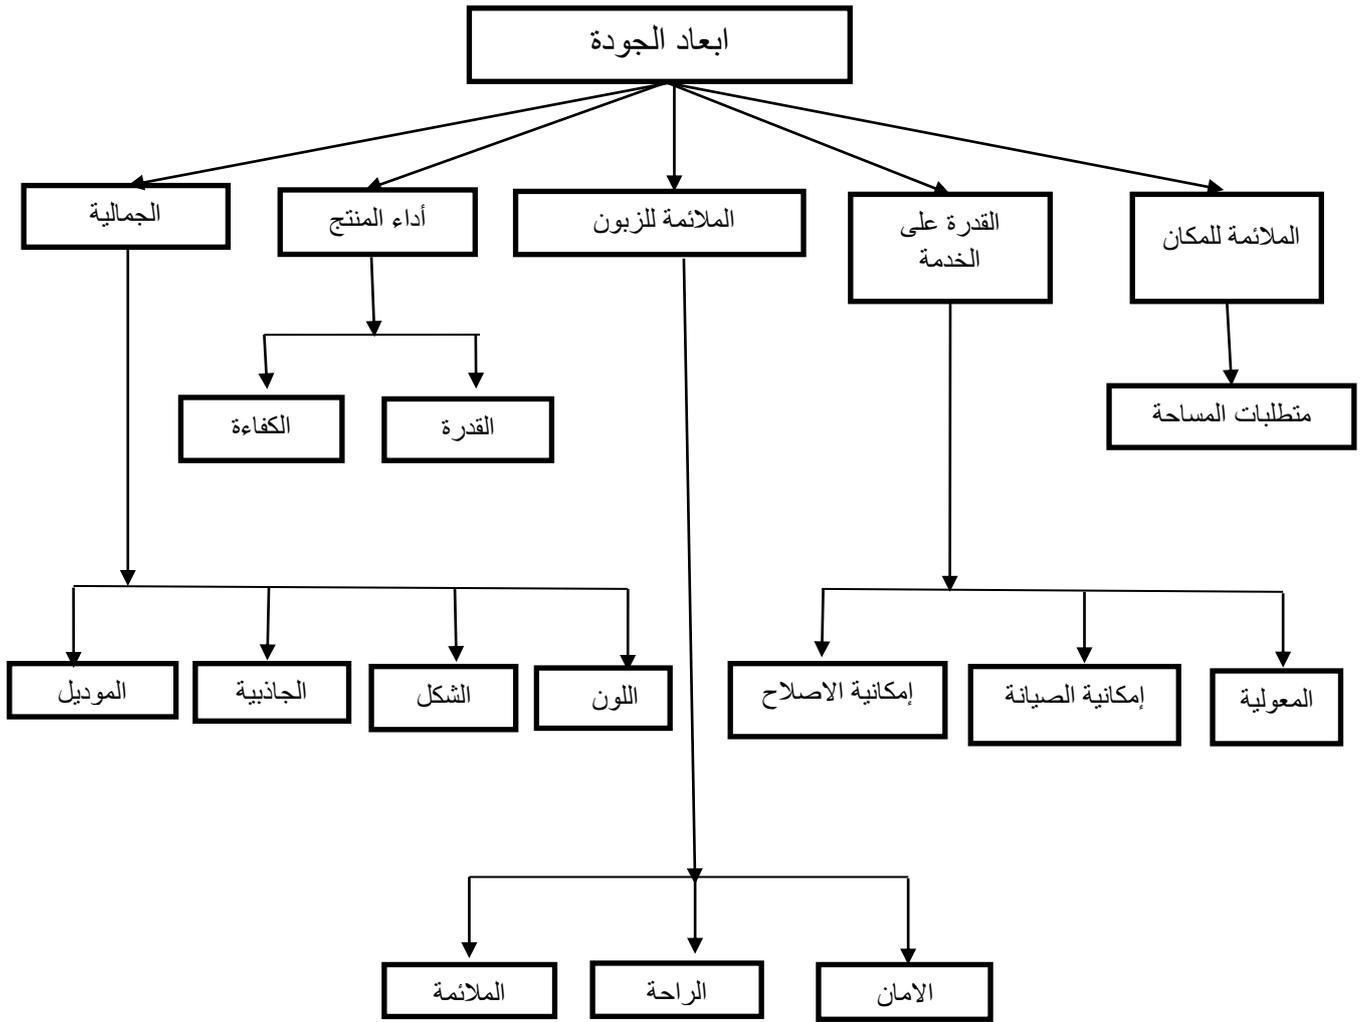 ابعاد الجودة
الملائمة للمكان
القدرة على
الخدمة
الملائمة للزبون
أداء المنتج
الجمالية
متطلبات المساحة
القدرة
الكفاءة
المعولية
إمكانية الصيانة
إمكانية الاصلاح
اللون
الشكل
الجاذبية
الموديل
الامان
الراحة
الملائمة